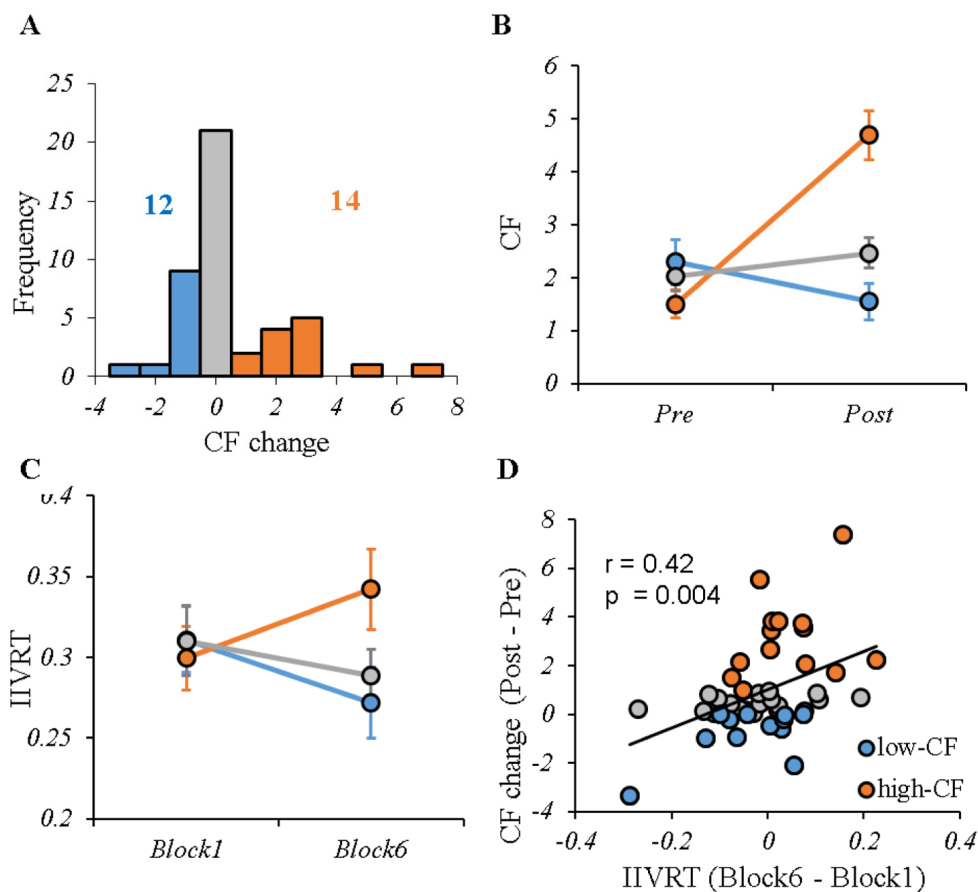 A
25
20
15
10
5
0
Frequency
12
14
-4 -2 0 2 4 6 8
CF change
B
6
5
4
3
2
1
0
CF
Pre Post
C
0.4
0.35
0.3
0.25
0.2
IIVRT
Block1 Block6
D
8
6
4
2
0
-2
-4
CF change (Post - Pre)
r = 0.42
p = 0.004
low-CF
high-CF
-0.4 -0.2 0 0.2 0.4
IIVRT (Block6 - Block1)